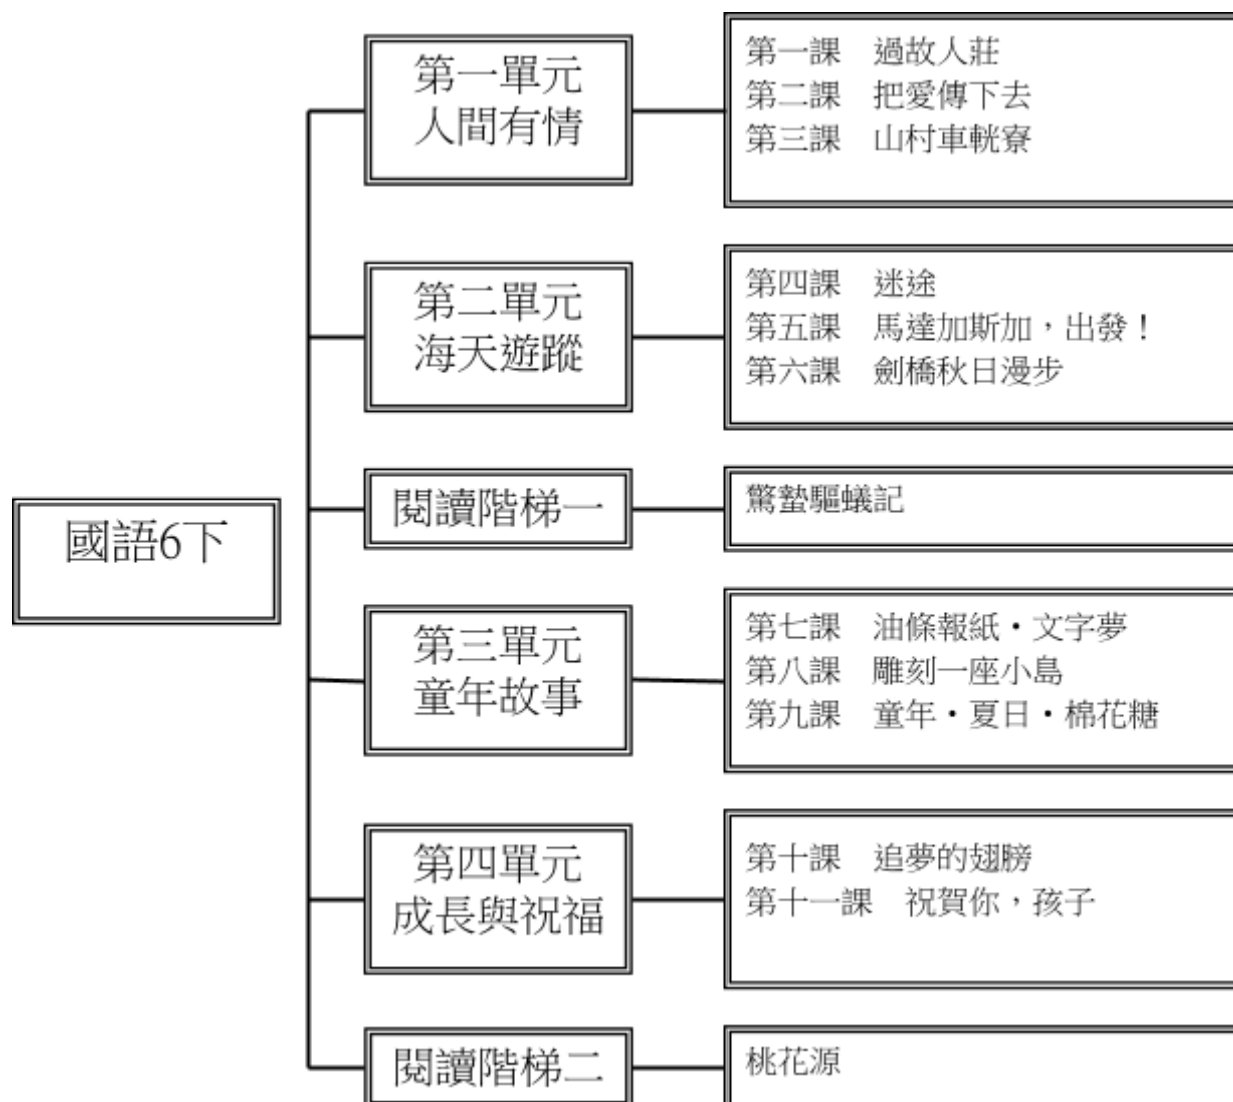 國語6下
第一單元
人間有情
第一課　過故人莊
第二課　把愛傳下去
第三課　山村車輄寮
第二單元
海天遊蹤
第四課　迷途
第五課　馬達加斯加，出發！
第六課　劍橋秋日漫步
閱讀階梯一
驚蟄驅蟻記
第三單元
童年故事
第七課　油條報紙・文字夢
第八課　雕刻一座小島
第九課　童年・夏日・棉花糖
第四單元
成長與祝福
第十課　追夢的翅膀
第十一課　祝賀你，孩子
閱讀階梯二
桃花源